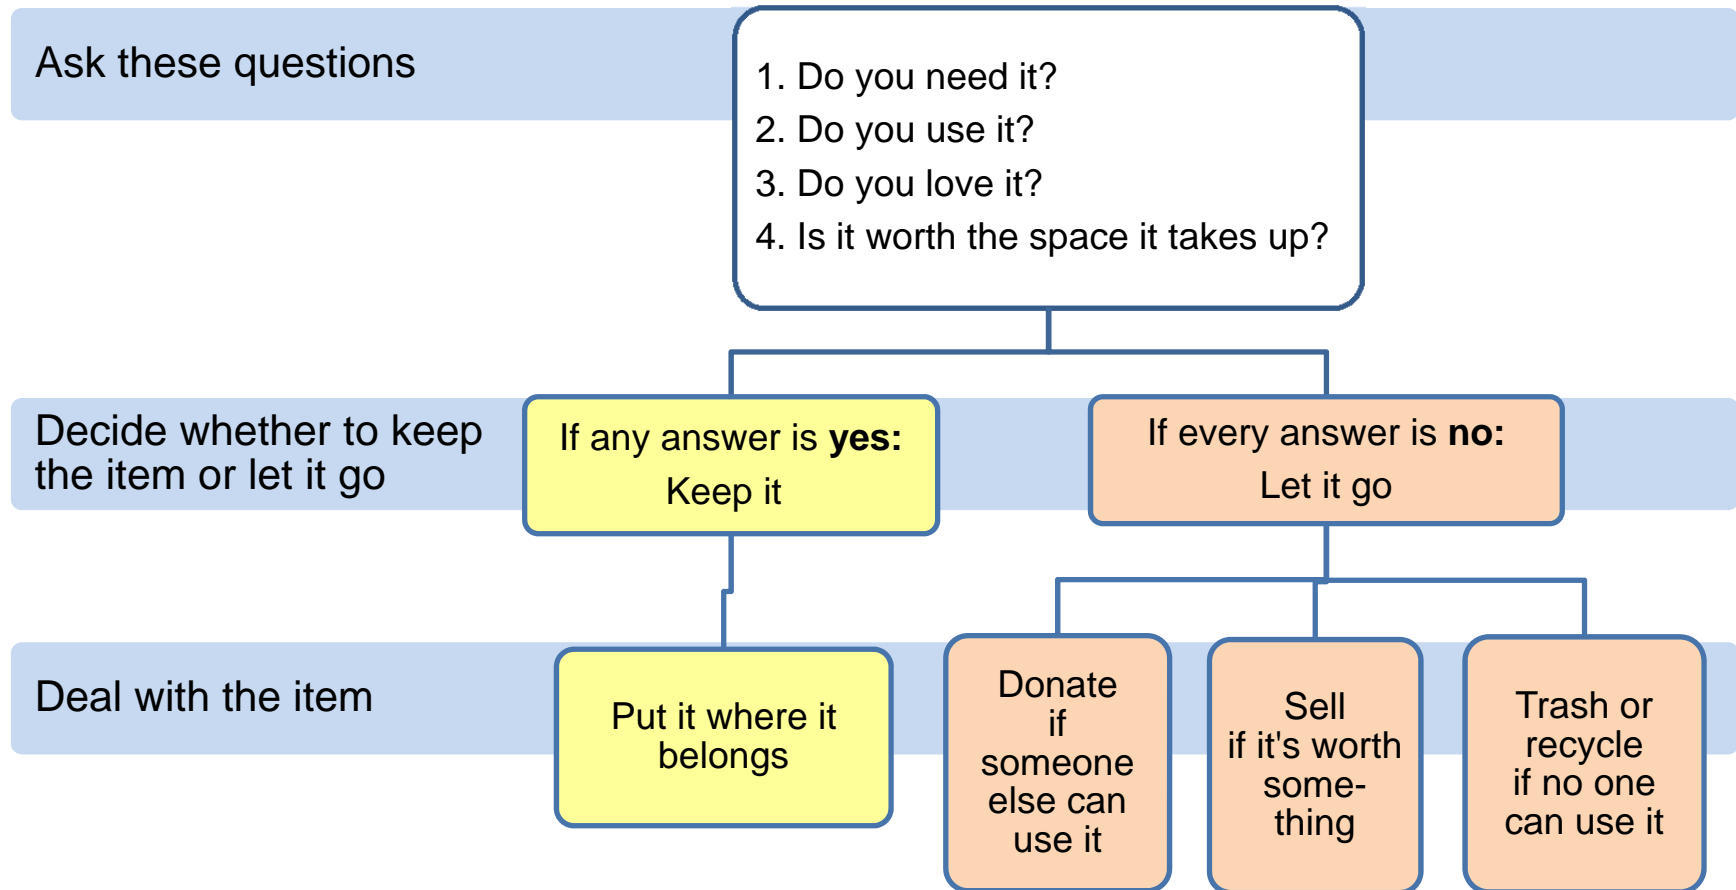 Ask these questions
1. Do you need it?
2. Do you use it?
3. Do you love it?
4. Is it worth the space it takes up?
Decide whether to keep
the item or let it go
If any answer is yes:
Keep it
If every answer is no:
Let it go
Deal with the item
Put it where it
belongs
Donate
if
someone
else can
use it
Sell
if it's worth
some-
thing
Trash or
recycle
if no one
can use it